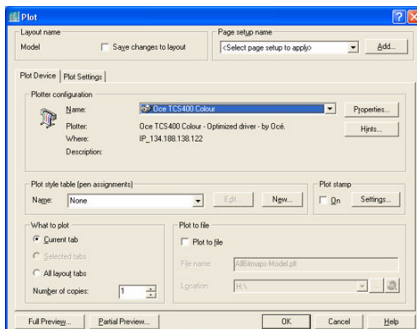 Plot
Layout name
Model
Save changes to layout
Page setup name
<Select page setup to apply>
Add...
Plot Device
Plot Settings
Plotter configuration
Name:
Oce TCS400 Colour
Properties...
Plotter:
Oce TCS400 Colour - Optimized driver - by Océ.
Where:
IP_134.188.138.122
Hints...
Description:
Plot style table (pen assignments)
Name:
None
Edit...
New...
Plot stamp
On
Settings...
What to plot
Current tab
Selected tabs
All layout tabs
Number of copies:
1
Plot to file
Plot to file
File name:
AllBitmaps-Model.plt
Location:
H:\
...
Full Preview...
Partial Preview...
OK
Cancel
Help